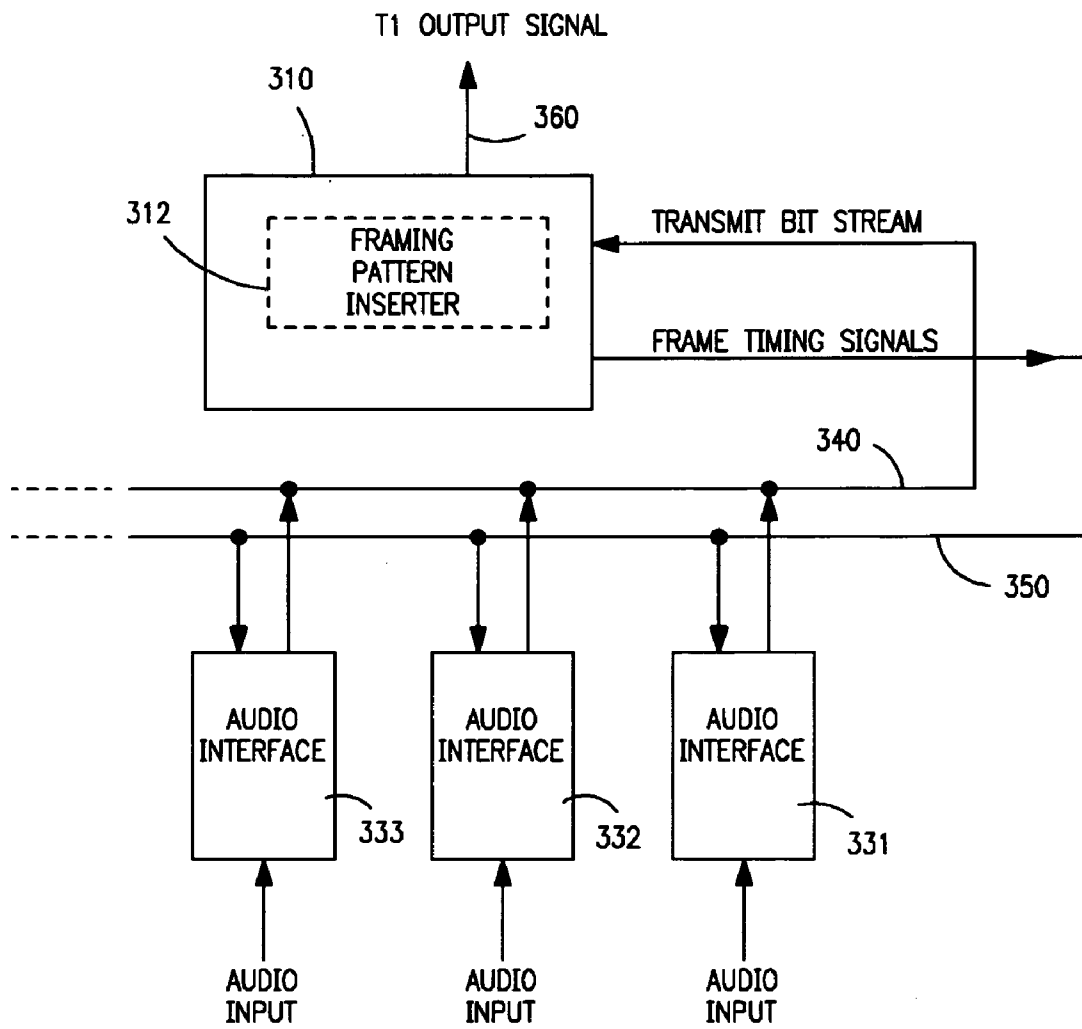 T1 OUTPUT SIGNAL
310
360
312
FRAMING
PATTERN
INSERTER
TRANSMIT BIT STREAM
FRAME TIMING SIGNALS
340
350
AUDIO
INTERFACE
333
AUDIO
INTERFACE
332
AUDIO
INTERFACE
331
AUDIO
INPUT
AUDIO
INPUT
AUDIO
INPUT